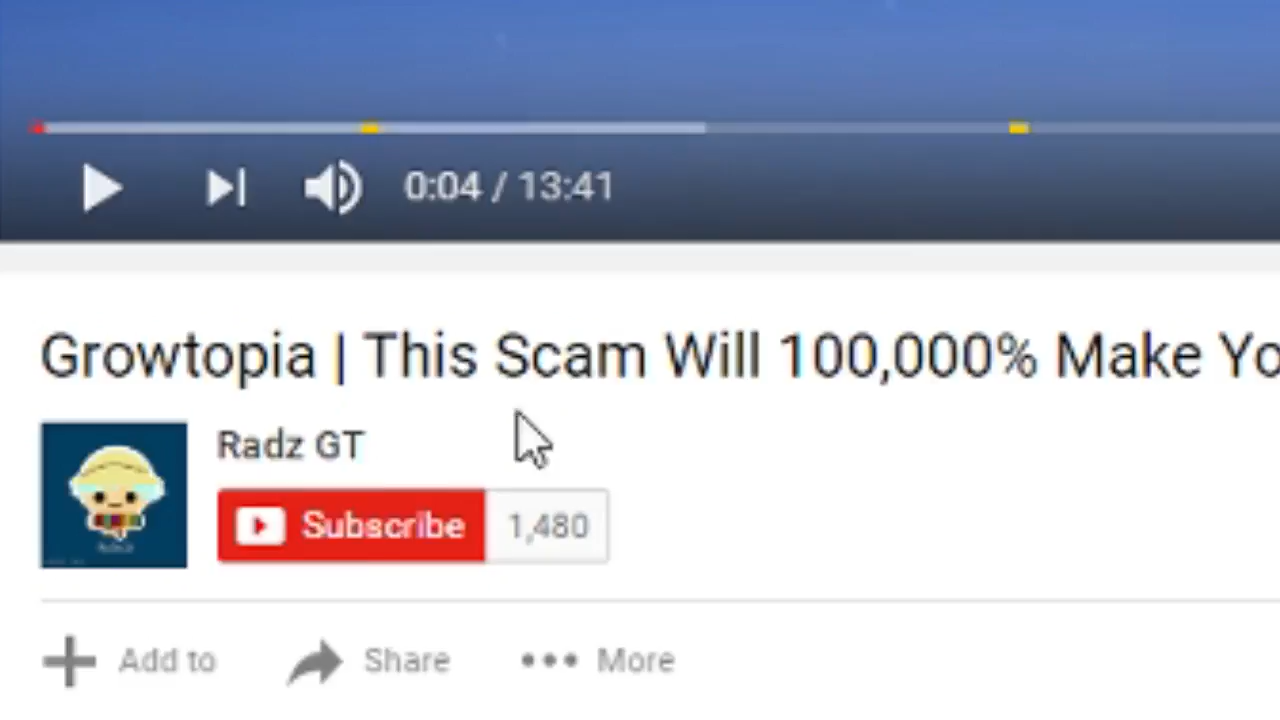 0:04 / 13:41
Growtopia | This Scam Will 100,000% Make Yo
Radz GT
Subscribe 1,480
Add to Share More